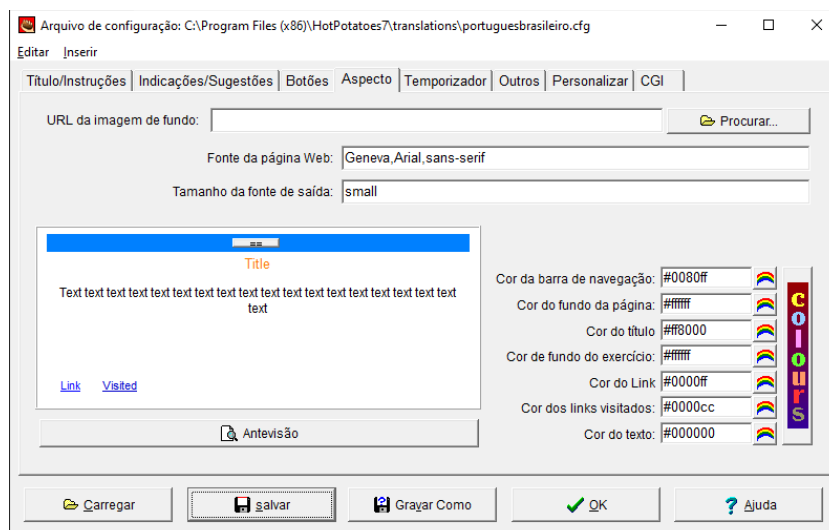 Arquivo de configuração: C:\Program Files (x86)\HotPotatoes7\translations\portuguesbrasileiro.cfg
Editar Inserir
Título/Instruções Indicações/Sugestões Botões Aspecto Temporizador Outros Personalizar CGI
URL da imagem de fundo: Procurar...
Fonte da página Web: Geneva,Arial,sans-serif
Tamanho da fonte de saída: small
==
Title
Text text text text text text text text text text text text text text text text text text
text
Link Visited
Antevisão
Cor da barra de navegação: #0080ff
Cor do fundo da página: #ffffff
Cor do título #ff8000
Cor de fundo do exercício: #ffffff
Cor do Link #0000ff
Cor dos links visitados: #0000cc
Cor do texto: #000000
Colours
Carregar salvar Gravar Como OK Ajuda